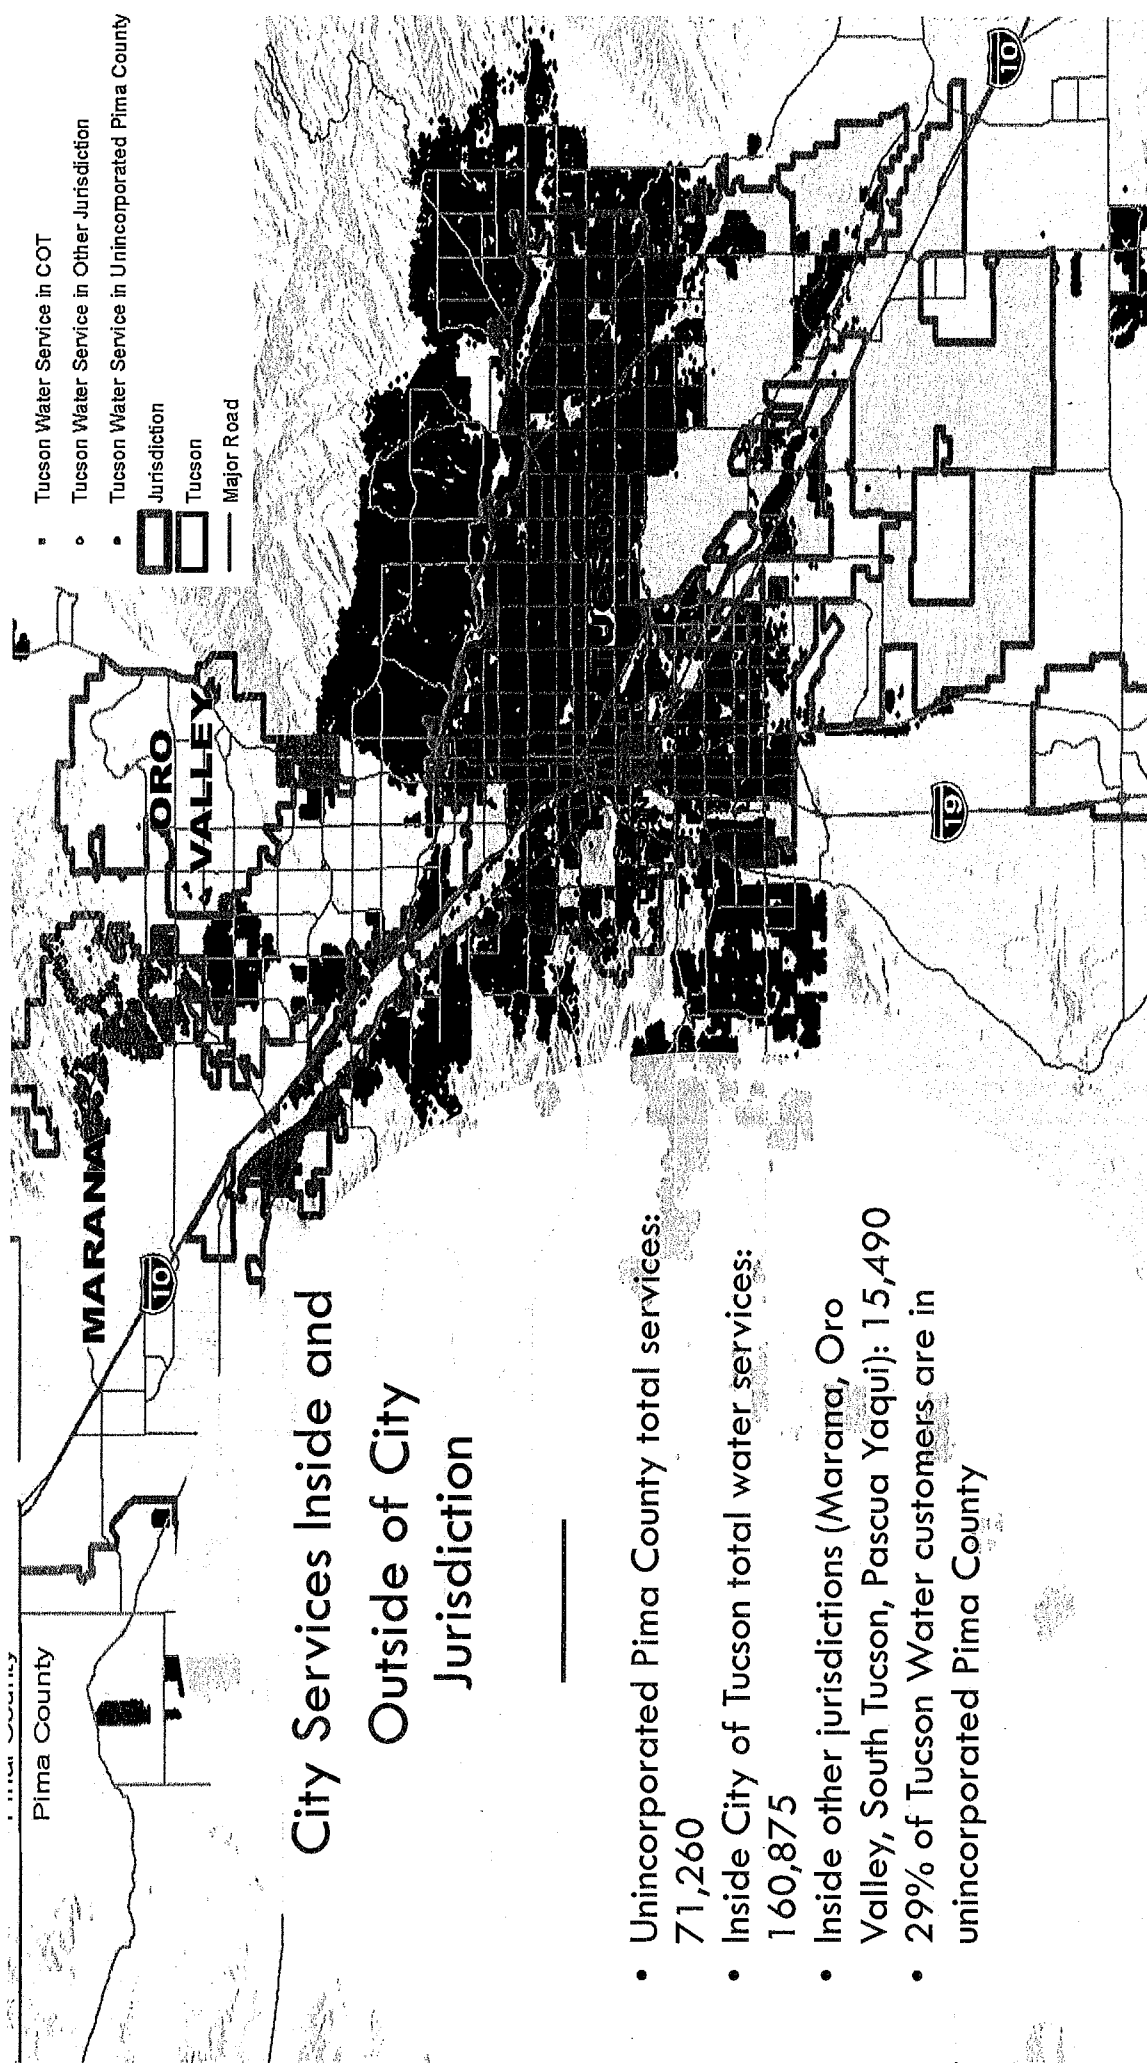 Pima County
MARANA
ORO
VALLEY
TUCSON
10
10
19
Tucson Water Service in COT
Tucson Water Service in Other Jurisdiction
Tucson Water Service in Unincorporated Pima County
Jurisdiction
Tucson
Major Road
City Services Inside and
Outside of City
Jurisdiction
• Unincorporated Pima County total services:
71,260
• Inside City of Tucson total water services:
160,875
• Inside other jurisdictions (Marana, Oro
Valley, South Tucson, Pascua Yaqui): 15,490
• 29% of Tucson Water customers are in
unincorporated Pima County